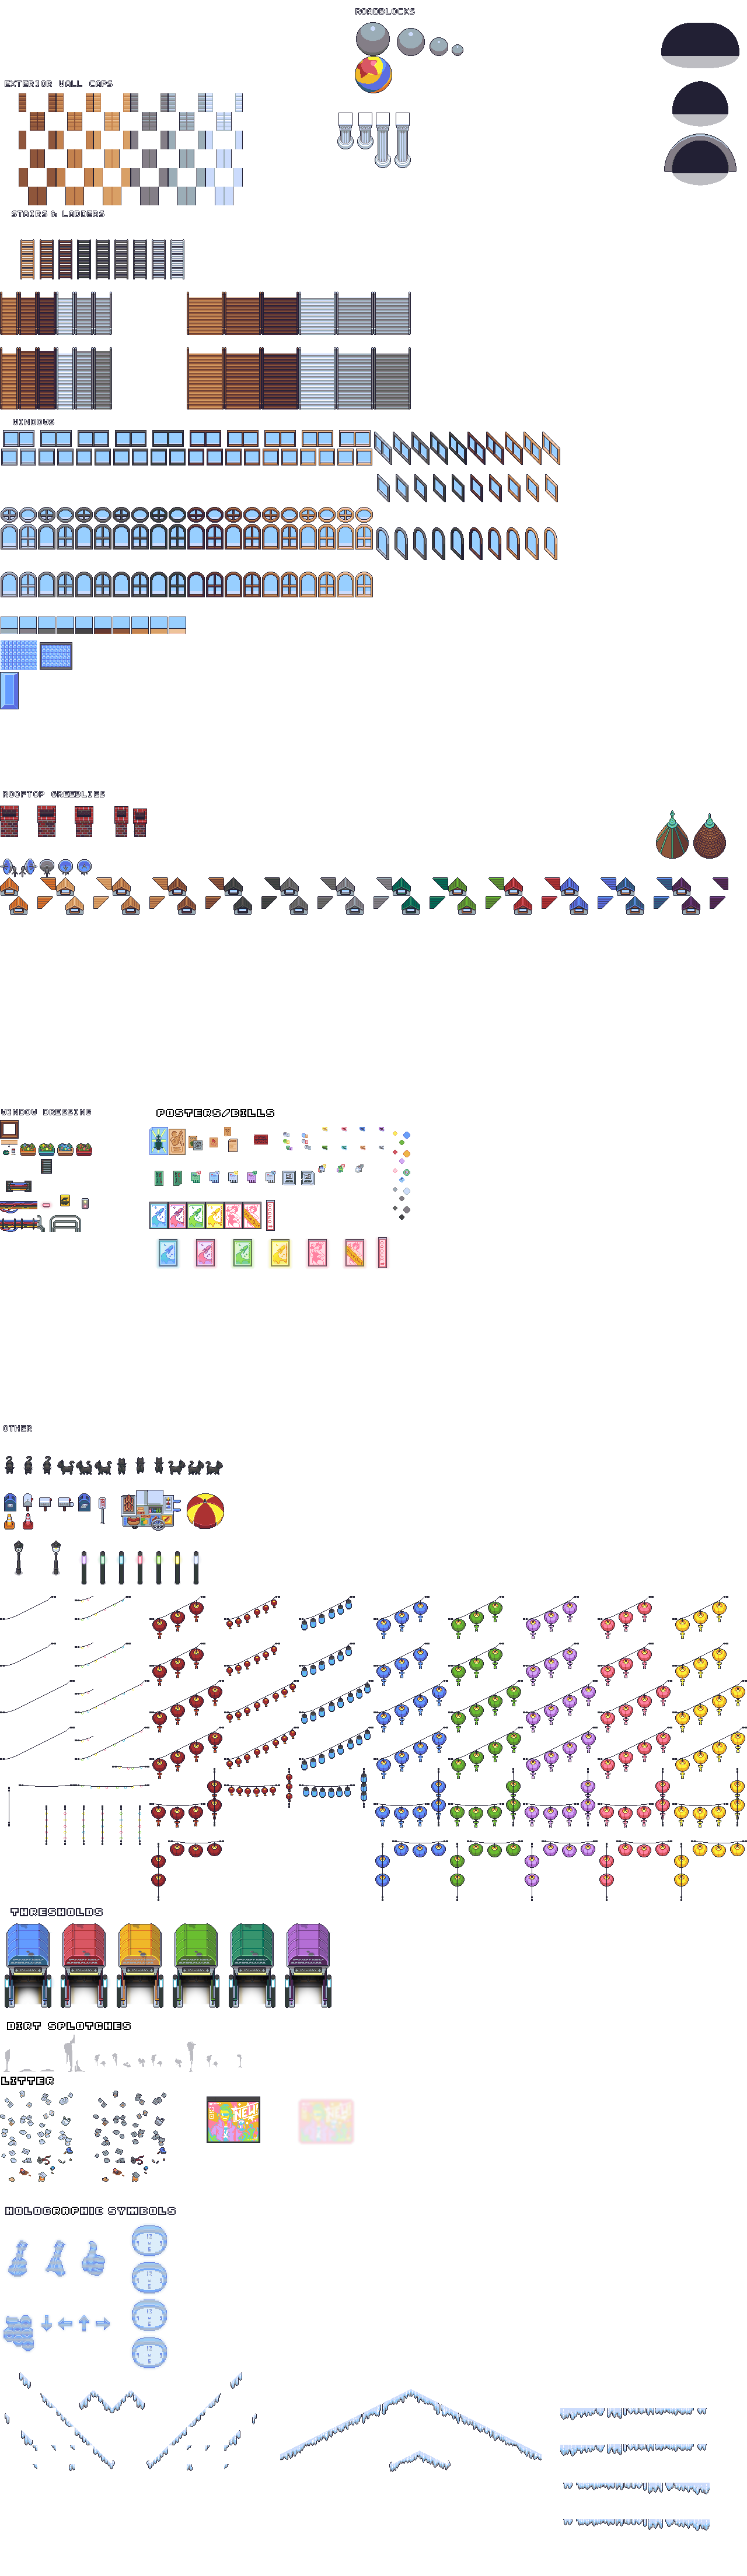 ROADBLOCKS
EXTERIOR WALL CAPS
STAIRS & LADDERS
WINDOWS
ROOFTOP GREEBLIES
WINDOW DRESSING
POSTERS/BILLS
OTHER
THRESHOLDS
DIRT SPLOTCHES
LITTER
NEW!
HOLOGRAPHIC SYMBOLS